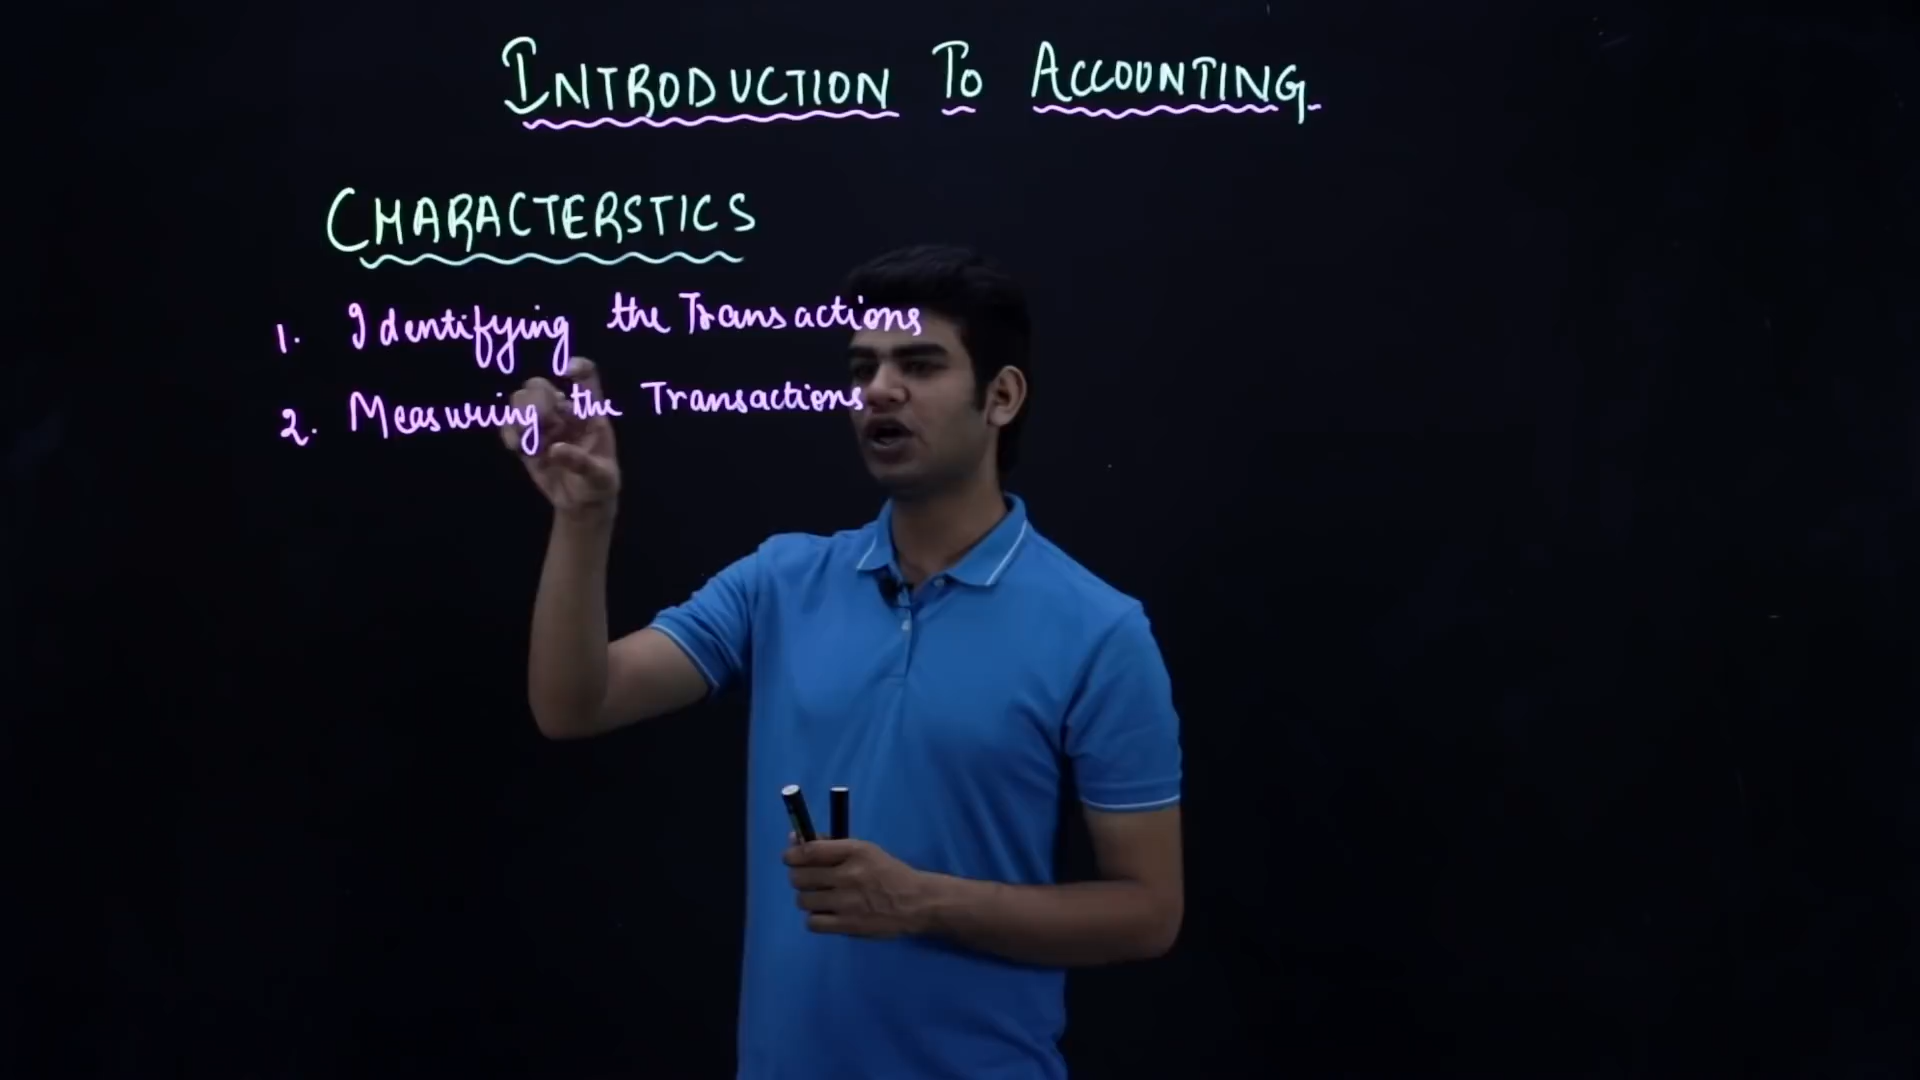 INTRODUCTION TO ACCOUNTING
CHARACTERSTICS
1. Identifying the Transactions
2. Measuring the Transactions